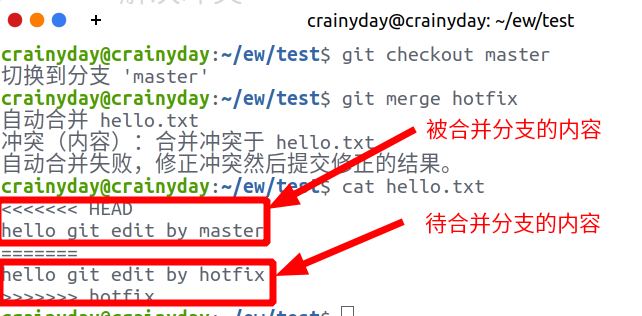 + crainyday@crainyday: ~/ew/test
crainyday@crainyday:~/ew/test$ git checkout master
切换到分支 'master'
crainyday@crainyday:~/ew/test$ git merge hotfix
自动合并 hello.txt
冲突（内容）：合并冲突于 hello.txt
被合并分支的内容
自动合并失败，修正冲突然后提交修正的结果。
crainyday@crainyday:~/ew/test$ cat hello.txt
<<<<<<< HEAD
hello git edit by master
待合并分支的内容
=======
hello git edit by hotfix
>>>>>>> hotfix
crainyday@crainyday:~/ew/test$